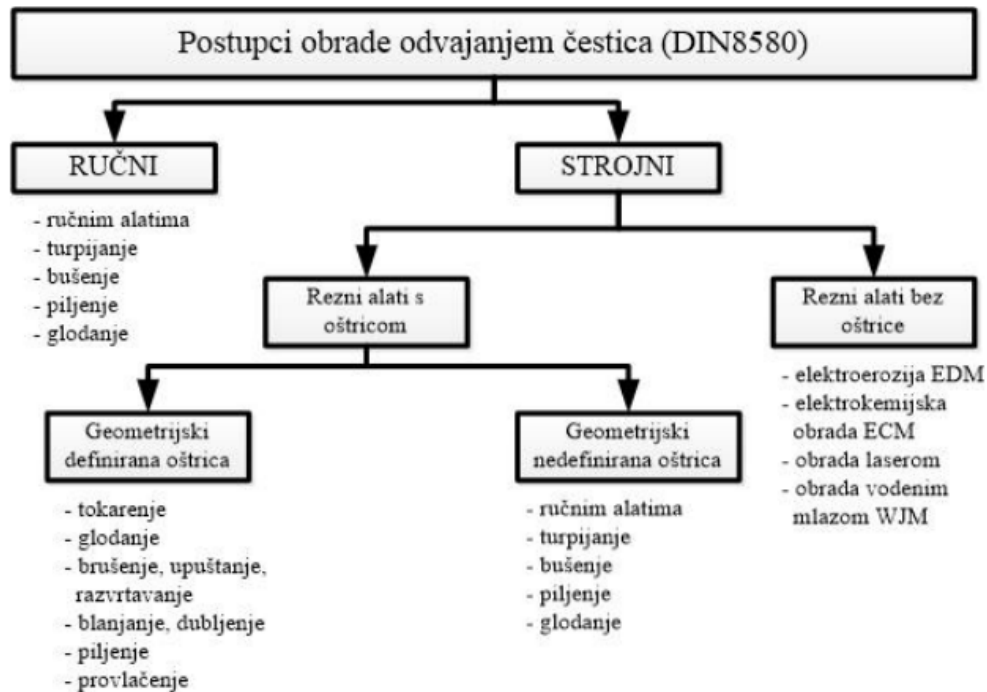 Postupci obrade odvajanjem čestica (DIN8580)
RUČNI
- ručnim alatima
- turpijanje
- bušenje
- piljenje
- glodanje
STROJNI
Rezni alati s
oštricom
Rezni alati bez
oštrice
- elektroerozija EDM
- elektrokemijska
obrada ECM
- obrada laserom
- obrada vodenim
mlazom WJM
Geometrijski
definirana oštrica
- tokarenje
- glodanje
- brušenje, upuštanje,
razvrtavanje
- blanjanje, dubljenje
- piljenje
- provlačenje
Geometrijski
nedefinirana oštrica
- ručnim alatima
- turpijanje
- bušenje
- piljenje
- glodanje